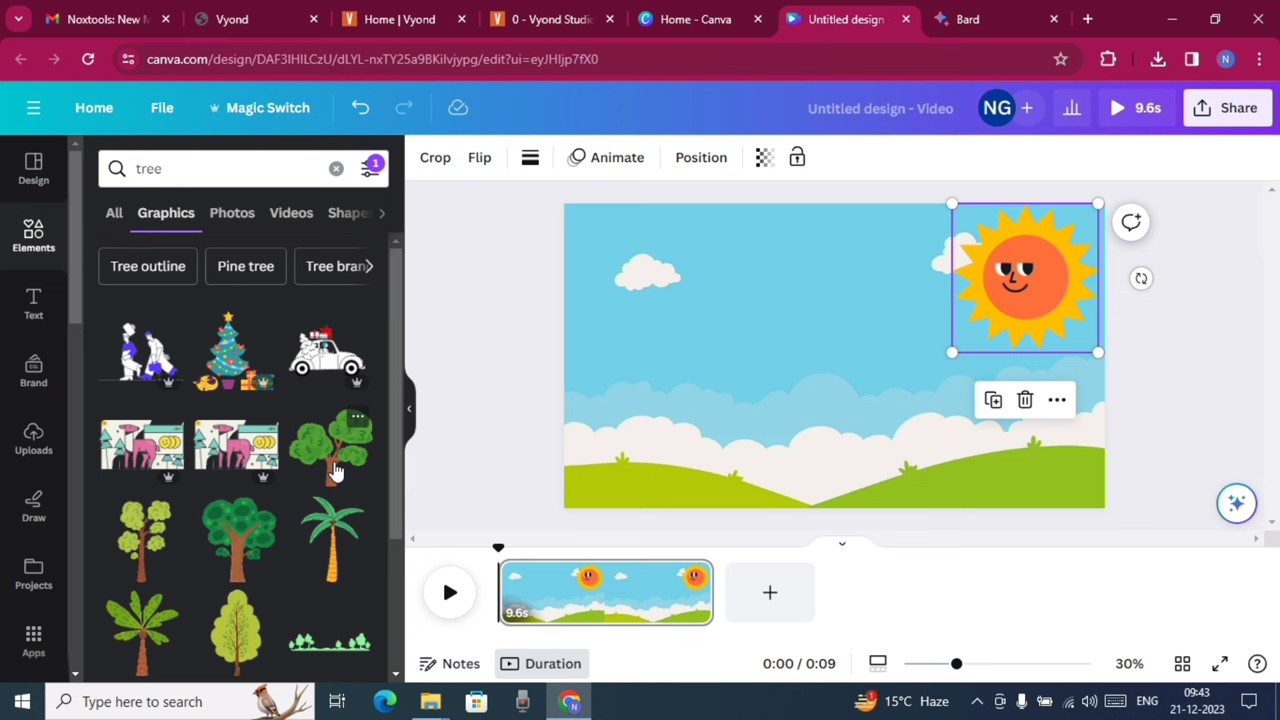 Noxtools: New M
Vyond
Home | Vyond
0 - Vyond Studio
Home - Canva
Untitled design -
Bard
canva.com/design/DAF3IHILCzU/dLYL-nxTY25a9BKiIvjypg/edit?ui=eyJHIjp7fX0
N
Home
File
Magic Switch
Untitled design - Video
NG
9.6s
Share
Design
Elements
Text
Brand
Uploads
Draw
Projects
Apps
tree
1
All
Graphics
Photos
Videos
Shape
Tree outline
Pine tree
Tree bran
Crop
Flip
Animate
Position
9.6s
Notes
Duration
0:00 / 0:09
30%
Type here to search
N
1
15°C Haze
ENG
09:43
21-12-2023